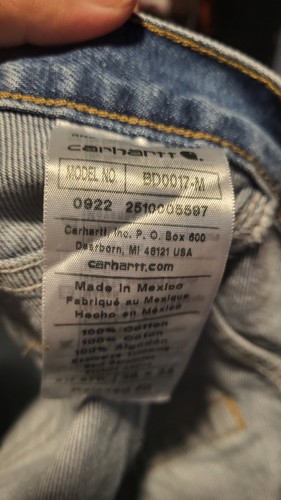 carhartt
MODEL NO BD0017-M
0922 2510005597
Carhartt, Inc. P. O. Box 600
Dearborn, MI 48121 USA
carhartt.com
Made in Mexico
Fabriqué au Mexique
Hecho en México
100% Cotton
100% Coton
100% Algodón